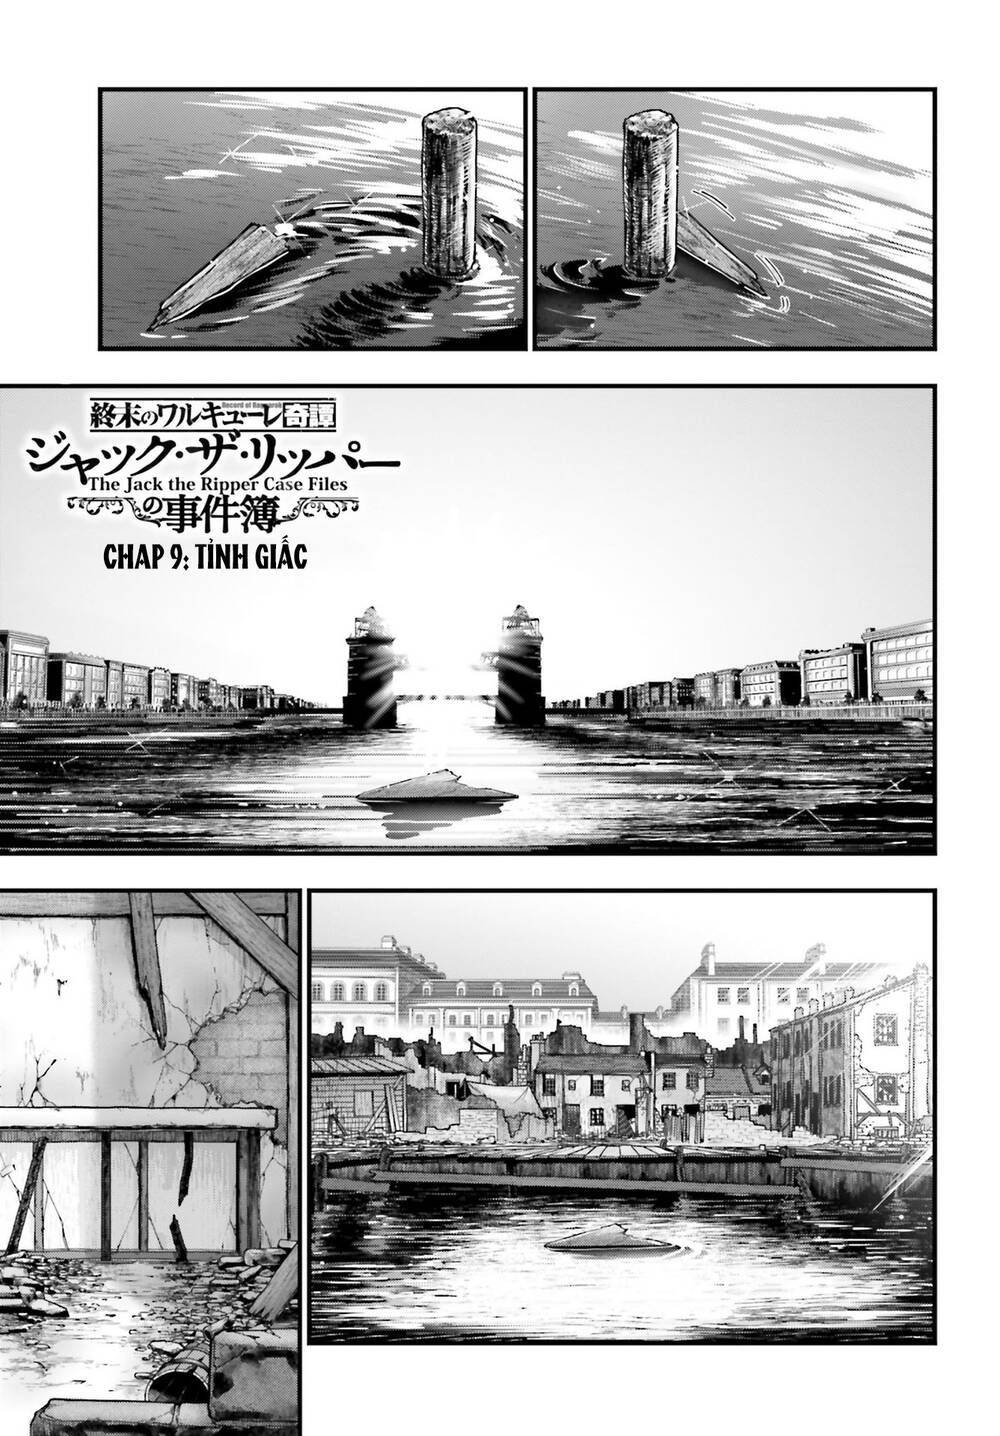 Record of Ragnarok
終末のワルキューレ奇譚
ジャック・ザ・リッパー
The Jack the Ripper Case Files
の事件簿
CHAP 9: TỈNH GIẤC